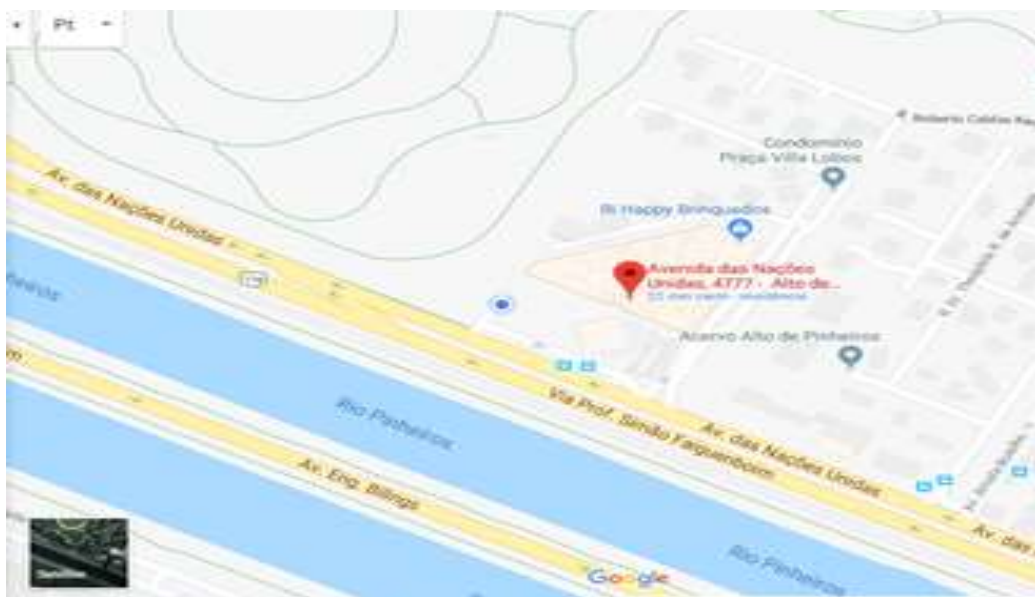 Pt
R. Roberto Caldas
Condomínio
Praça Villa Lobos
Ri Happy Brinquedos
Av. das Nações Unidas
Avenida das Nações
Unidas, 4777 - Alto de...
Acervo Alto de Pinheiros
Rio Pinheiros
Via Prof. Simão Faiguenboim
Av. das Nações Unidas
Av. Eng. Billings
Av. das
Rio Pinheiros
Google